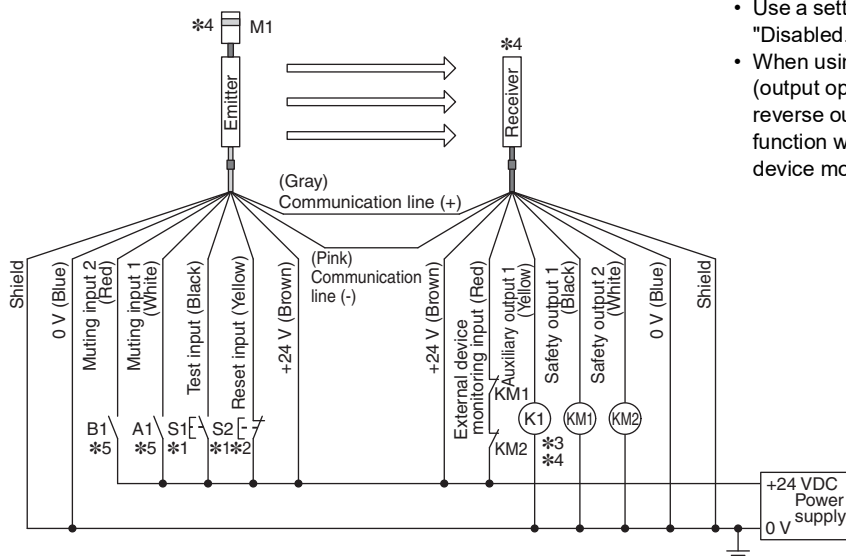 • Use a sett
"Disabled.
• When usin
(output op
reverse ou
function w
device mo
✱4
M1
Emitter
✱4
Receiver
(Gray)
Communication line (+)
(Pink)
Communication
line (-)
Shield
0 V (Blue)
Muting input 2
(Red)
Muting input 1
(White)
Test input (Black)
Reset input (Yellow)
+24 V (Brown)
+24 V (Brown)
External device
monitoring input (Red)
Auxiliary output 1
(Yellow)
Safety output 1
(Black)
Safety output 2
(White)
0 V (Blue)
Shield
B1
✱5
A1
✱5
S1
✱1
S2
✱1✱2
KM1
KM2
K1
✱3
✱4
KM1
KM2
+24 VDC
Power
supply
0 V